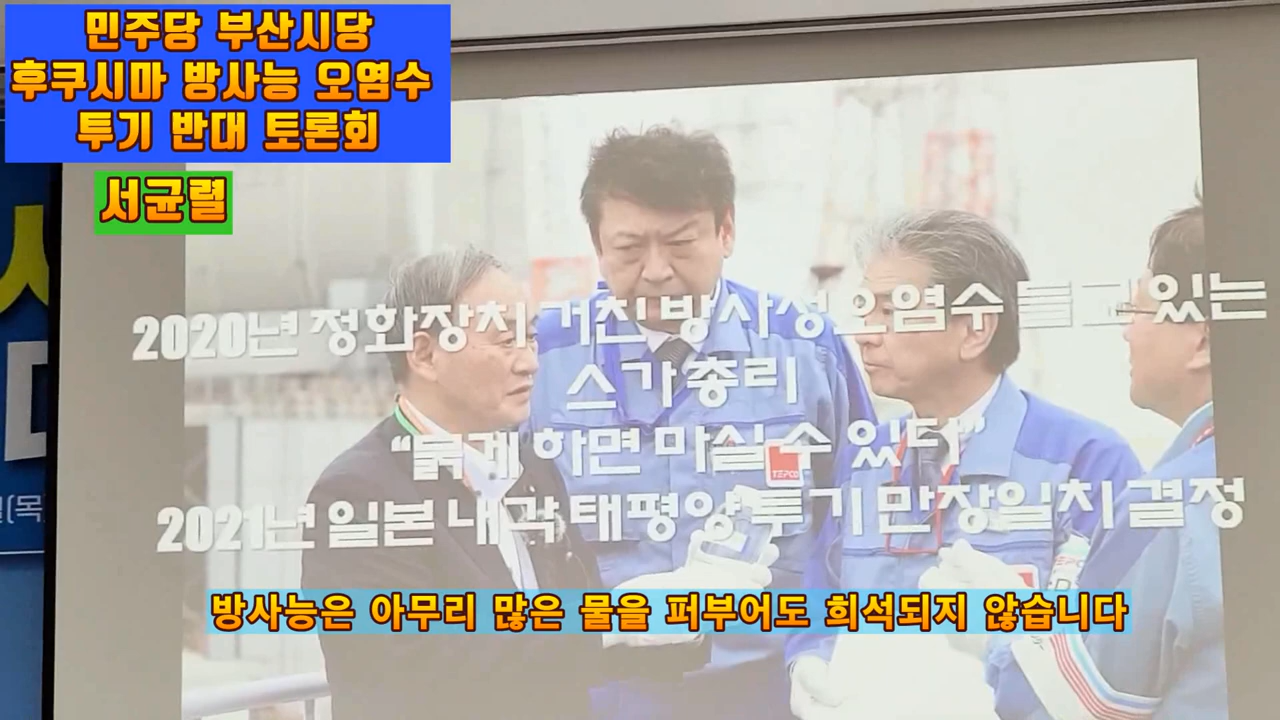 민주당 부산시당
후쿠시마 방사능 오염수
투기 반대 토론회
서균렬
2020년 정화장치 거친 방사성 오염수 들고 있는
스가 총리
“묽게 하면 마실 수 있다”
2021년 일본 내각 태평양 투기 만장일치 결정
TEPCO
(목)
방사능은 아무리 많은 물을 퍼부어도 희석되지 않습니다